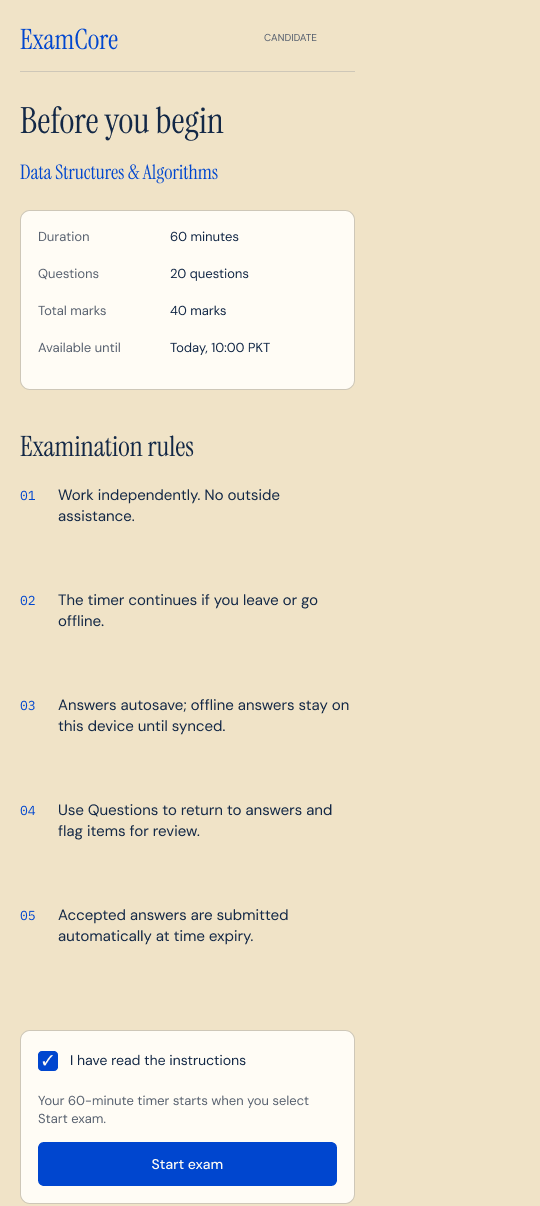 ExamCore
CANDIDATE
Before you begin
Data Structures & Algorithms
Duration 60 minutes
Questions 20 questions
Total marks 40 marks
Available until Today, 10:00 PKT
Examination rules
01 Work independently. No outside
assistance.
02 The timer continues if you leave or go
offline.
03 Answers autosave; offline answers stay on
this device until synced.
04 Use Questions to return to answers and
flag items for review.
05 Accepted answers are submitted
automatically at time expiry.
✓ I have read the instructions
Your 60-minute timer starts when you select
Start exam.
Start exam